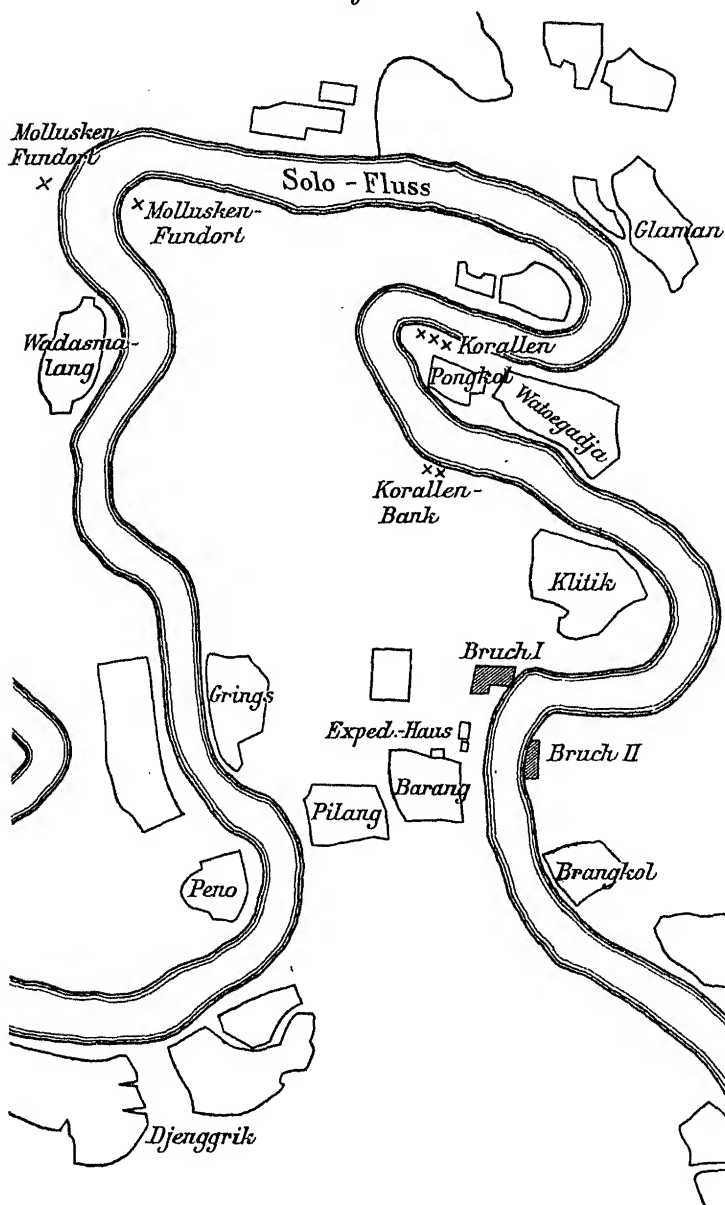 Mollusken
Fundort
Solo - Fluss
Mollusken-
Fundort
Glaman
Wadasma-
lang
Korallen
Pongkol
Watoegadja
Korallen-
Bank
Klitik
Bruch I
Grings
Exped.-Haus
Bruch II
Barang
Pilang
Brangkol
Peno
Djenggrik